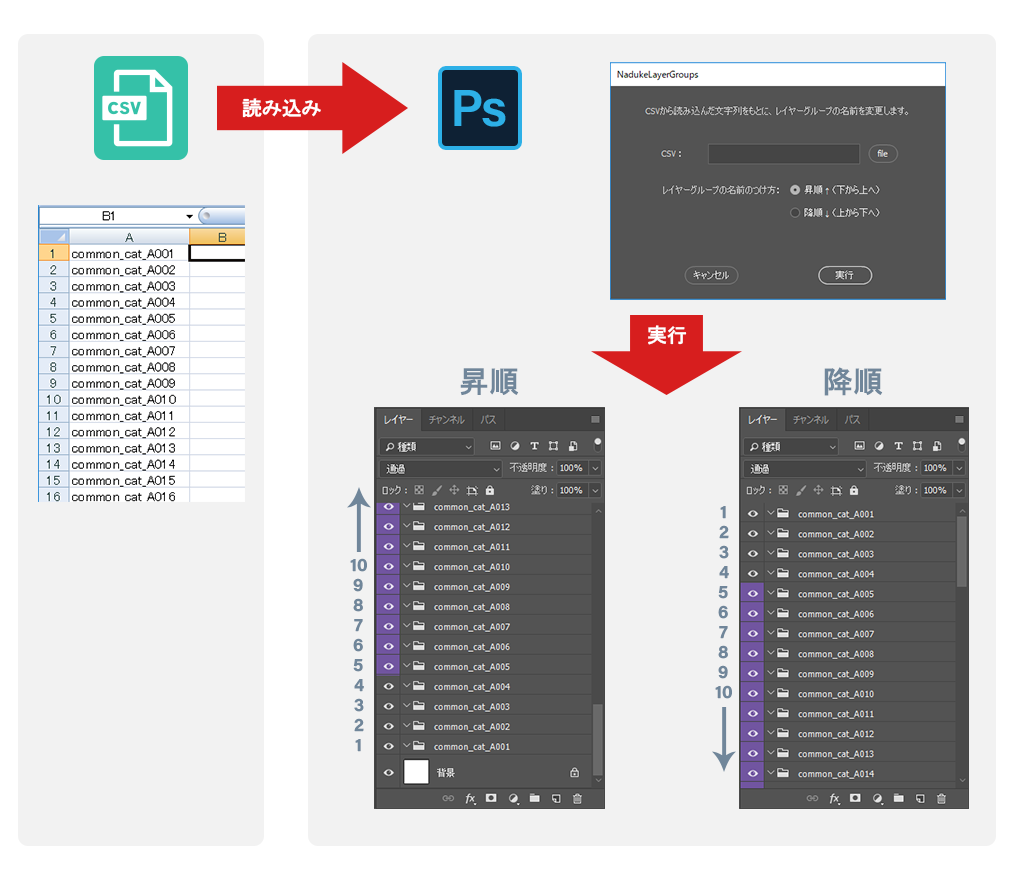 CSV
読み込み
Ps
B1
A B
1 common_cat_A001
2 common_cat_A002
3 common_cat_A003
4 common_cat_A004
5 common_cat_A005
6 common_cat_A006
7 common_cat_A007
8 common_cat_A008
9 common_cat_A009
10 common_cat_A010
11 common_cat_A011
12 common_cat_A012
13 common_cat_A013
14 common_cat_A014
15 common_cat_A015
16 common_cat_A016
NadukeLayerGroups
CSVから読み込んだ文字列をもとに、レイヤーグループの名前を変更します。
CSV： file
レイヤーグループの名前のつけ方： 昇順↑（下から上へ）
降順↓（上から下へ）
キャンセル 実行
実行
昇順
レイヤー チャンネル パス
種類 T
通過 不透明度： 100%
ロック： 塗り： 100%
common_cat_A013
common_cat_A012
common_cat_A011
10 common_cat_A010
9 common_cat_A009
8 common_cat_A008
7 common_cat_A007
6 common_cat_A006
5 common_cat_A005
4 common_cat_A004
3 common_cat_A003
2 common_cat_A002
1 common_cat_A001
背景
fx
降順
レイヤー チャンネル パス
種類 T
通過 不透明度： 100%
ロック： 塗り： 100%
1 common_cat_A001
2 common_cat_A002
3 common_cat_A003
4 common_cat_A004
5 common_cat_A005
6 common_cat_A006
7 common_cat_A007
8 common_cat_A008
9 common_cat_A009
10 common_cat_A010
common_cat_A011
common_cat_A012
common_cat_A013
common_cat_A014
fx